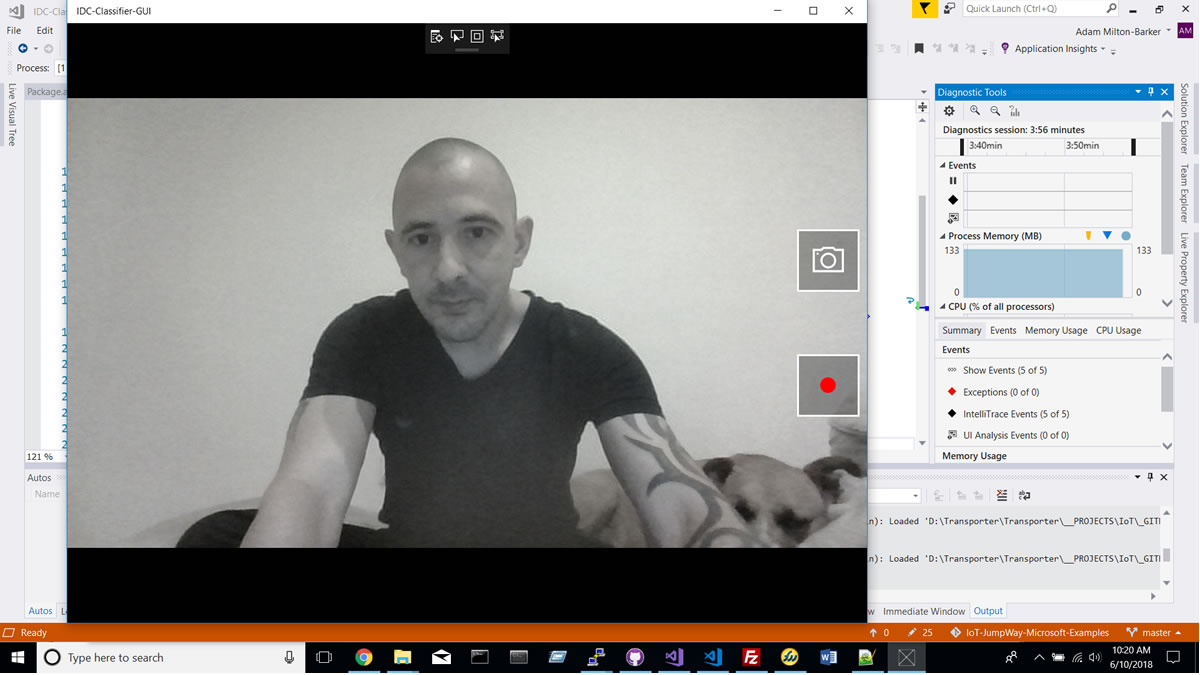 IDC-Cl
IDC-Classifier-GUI
Quick Launch (Ctrl+Q)
File Edit
Adam Milton-Barker
AM
Application Insights
Process: [1
Package.a
Live Visual Tree
Diagnostic Tools
Diagnostics session: 3:56 minutes
3:40min 3:50min
Events
Process Memory (MB)
133 133
0 0
CPU (% of all processors)
Summary Events Memory Usage CPU Usage
Events
Show Events (5 of 5)
Exceptions (0 of 0)
IntelliTrace Events (5 of 5)
UI Analysis Events (0 of 0)
Memory Usage
Solution Explorer
Team Explorer
Live Property Explorer
121 %
Autos
Name
n): Loaded 'D:\Transporter\Transporter\__PROJECTS\IoT\_GIT
n): Loaded 'D:\Transporter\Transporter\__PROJECTS\IoT\_GIT
Autos
Immediate Window Output
Ready
0 25 IoT-JumpWay-Microsoft-Examples master
Type here to search
10:20 AM
6/10/2018